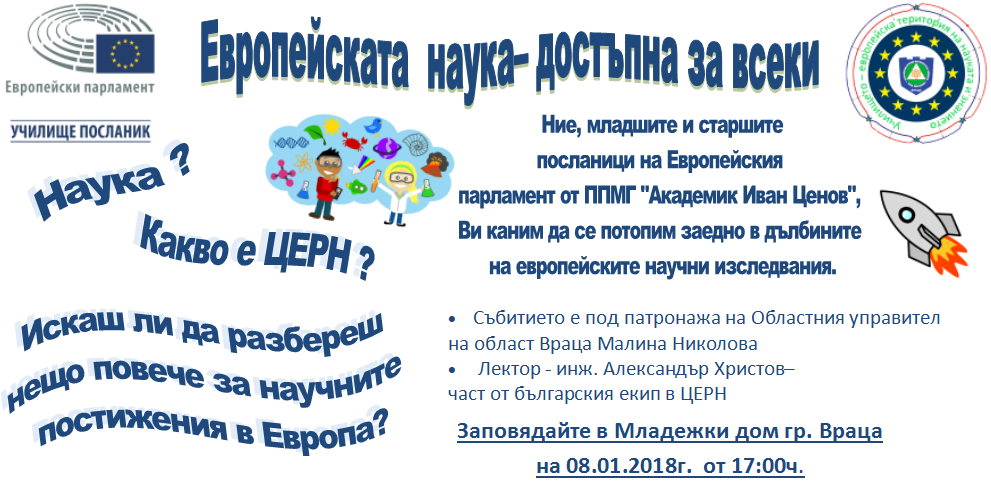 Европейски парламент
УЧИЛИЩЕ ПОСЛАНИК
Европейската наука– достъпна за всеки
Училището – европейска територия на науката и знанието
Наука ?
Какво е ЦЕРН ?
Искаш ли да разбереш
нещо повече за научните
постижения в Европа?
Ние, младшите и старшите
посланици на Европейския
парламент от ППМГ "Академик Иван Ценов",
Ви каним да се потопим заедно в дълбините
на европейските научни изследвания.
• Събитието е под патронажа на Областния управител
на област Враца Малина Николова
• Лектор - инж. Александър Христов–
част от българския екип в ЦЕРН
Заповядайте в Младежки дом гр. Враца
на 08.01.2018г. от 17:00ч.